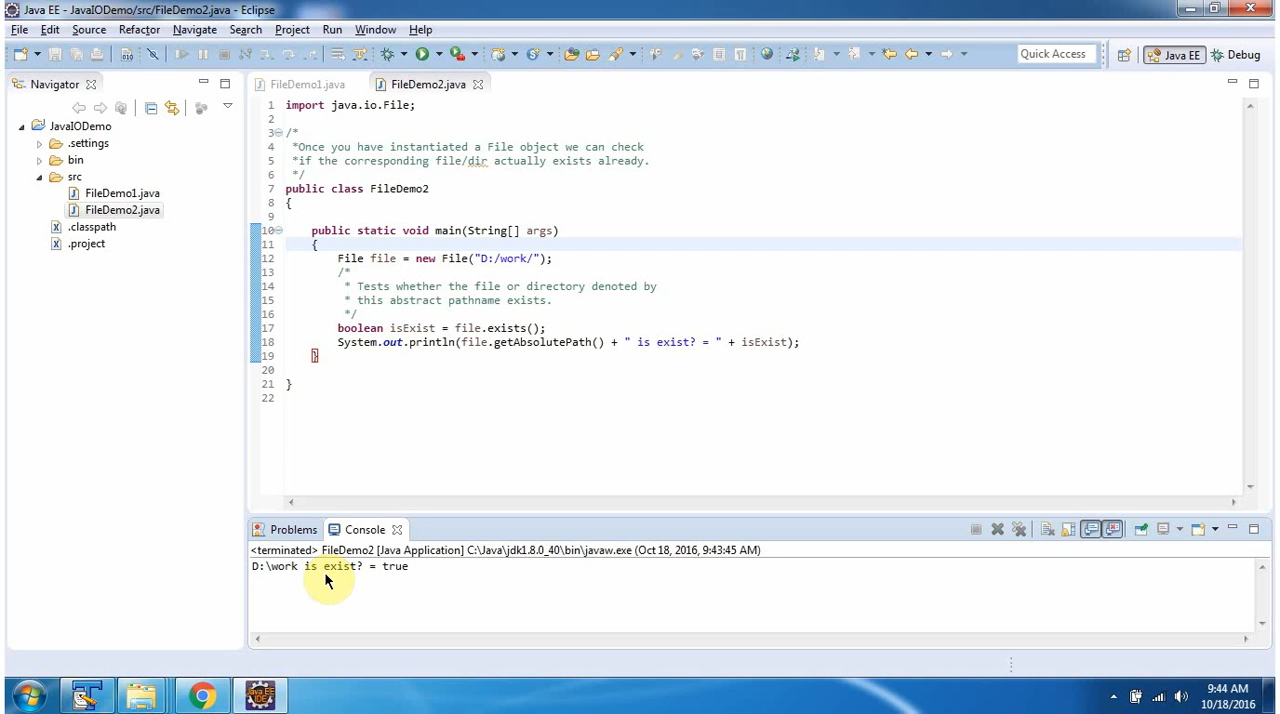 Java EE - JavaIODemo/src/FileDemo2.java - Eclipse
File Edit Source Refactor Navigate Search Project Run Window Help
Quick Access
Java EE
Debug
Navigator
FileDemo1.java
FileDemo2.java
JavaIODemo
.settings
bin
src
FileDemo1.java
FileDemo2.java
.classpath
.project
1 import java.io.File;
2
3 /*
4 *Once you have instantiated a File object we can check
5 *if the corresponding file/dir actually exists already.
6 */
7 public class FileDemo2
8 {
9
10 public static void main(String[] args)
11 {
12 File file = new File("D:/work/");
13 /*
14 * Tests whether the file or directory denoted by
15 * this abstract pathname exists.
16 */
17 boolean isExist = file.exists();
18 System.out.println(file.getAbsolutePath() + " is exist? = " + isExist);
19 }
20
21 }
22
Problems
Console
<terminated> FileDemo2 [Java Application] C:\Java\jdk1.8.0_40\bin\javaw.exe (Oct 18, 2016, 9:43:45 AM)
D:\work is exist? = true
Java EE
IDE
9:44 AM
10/18/2016